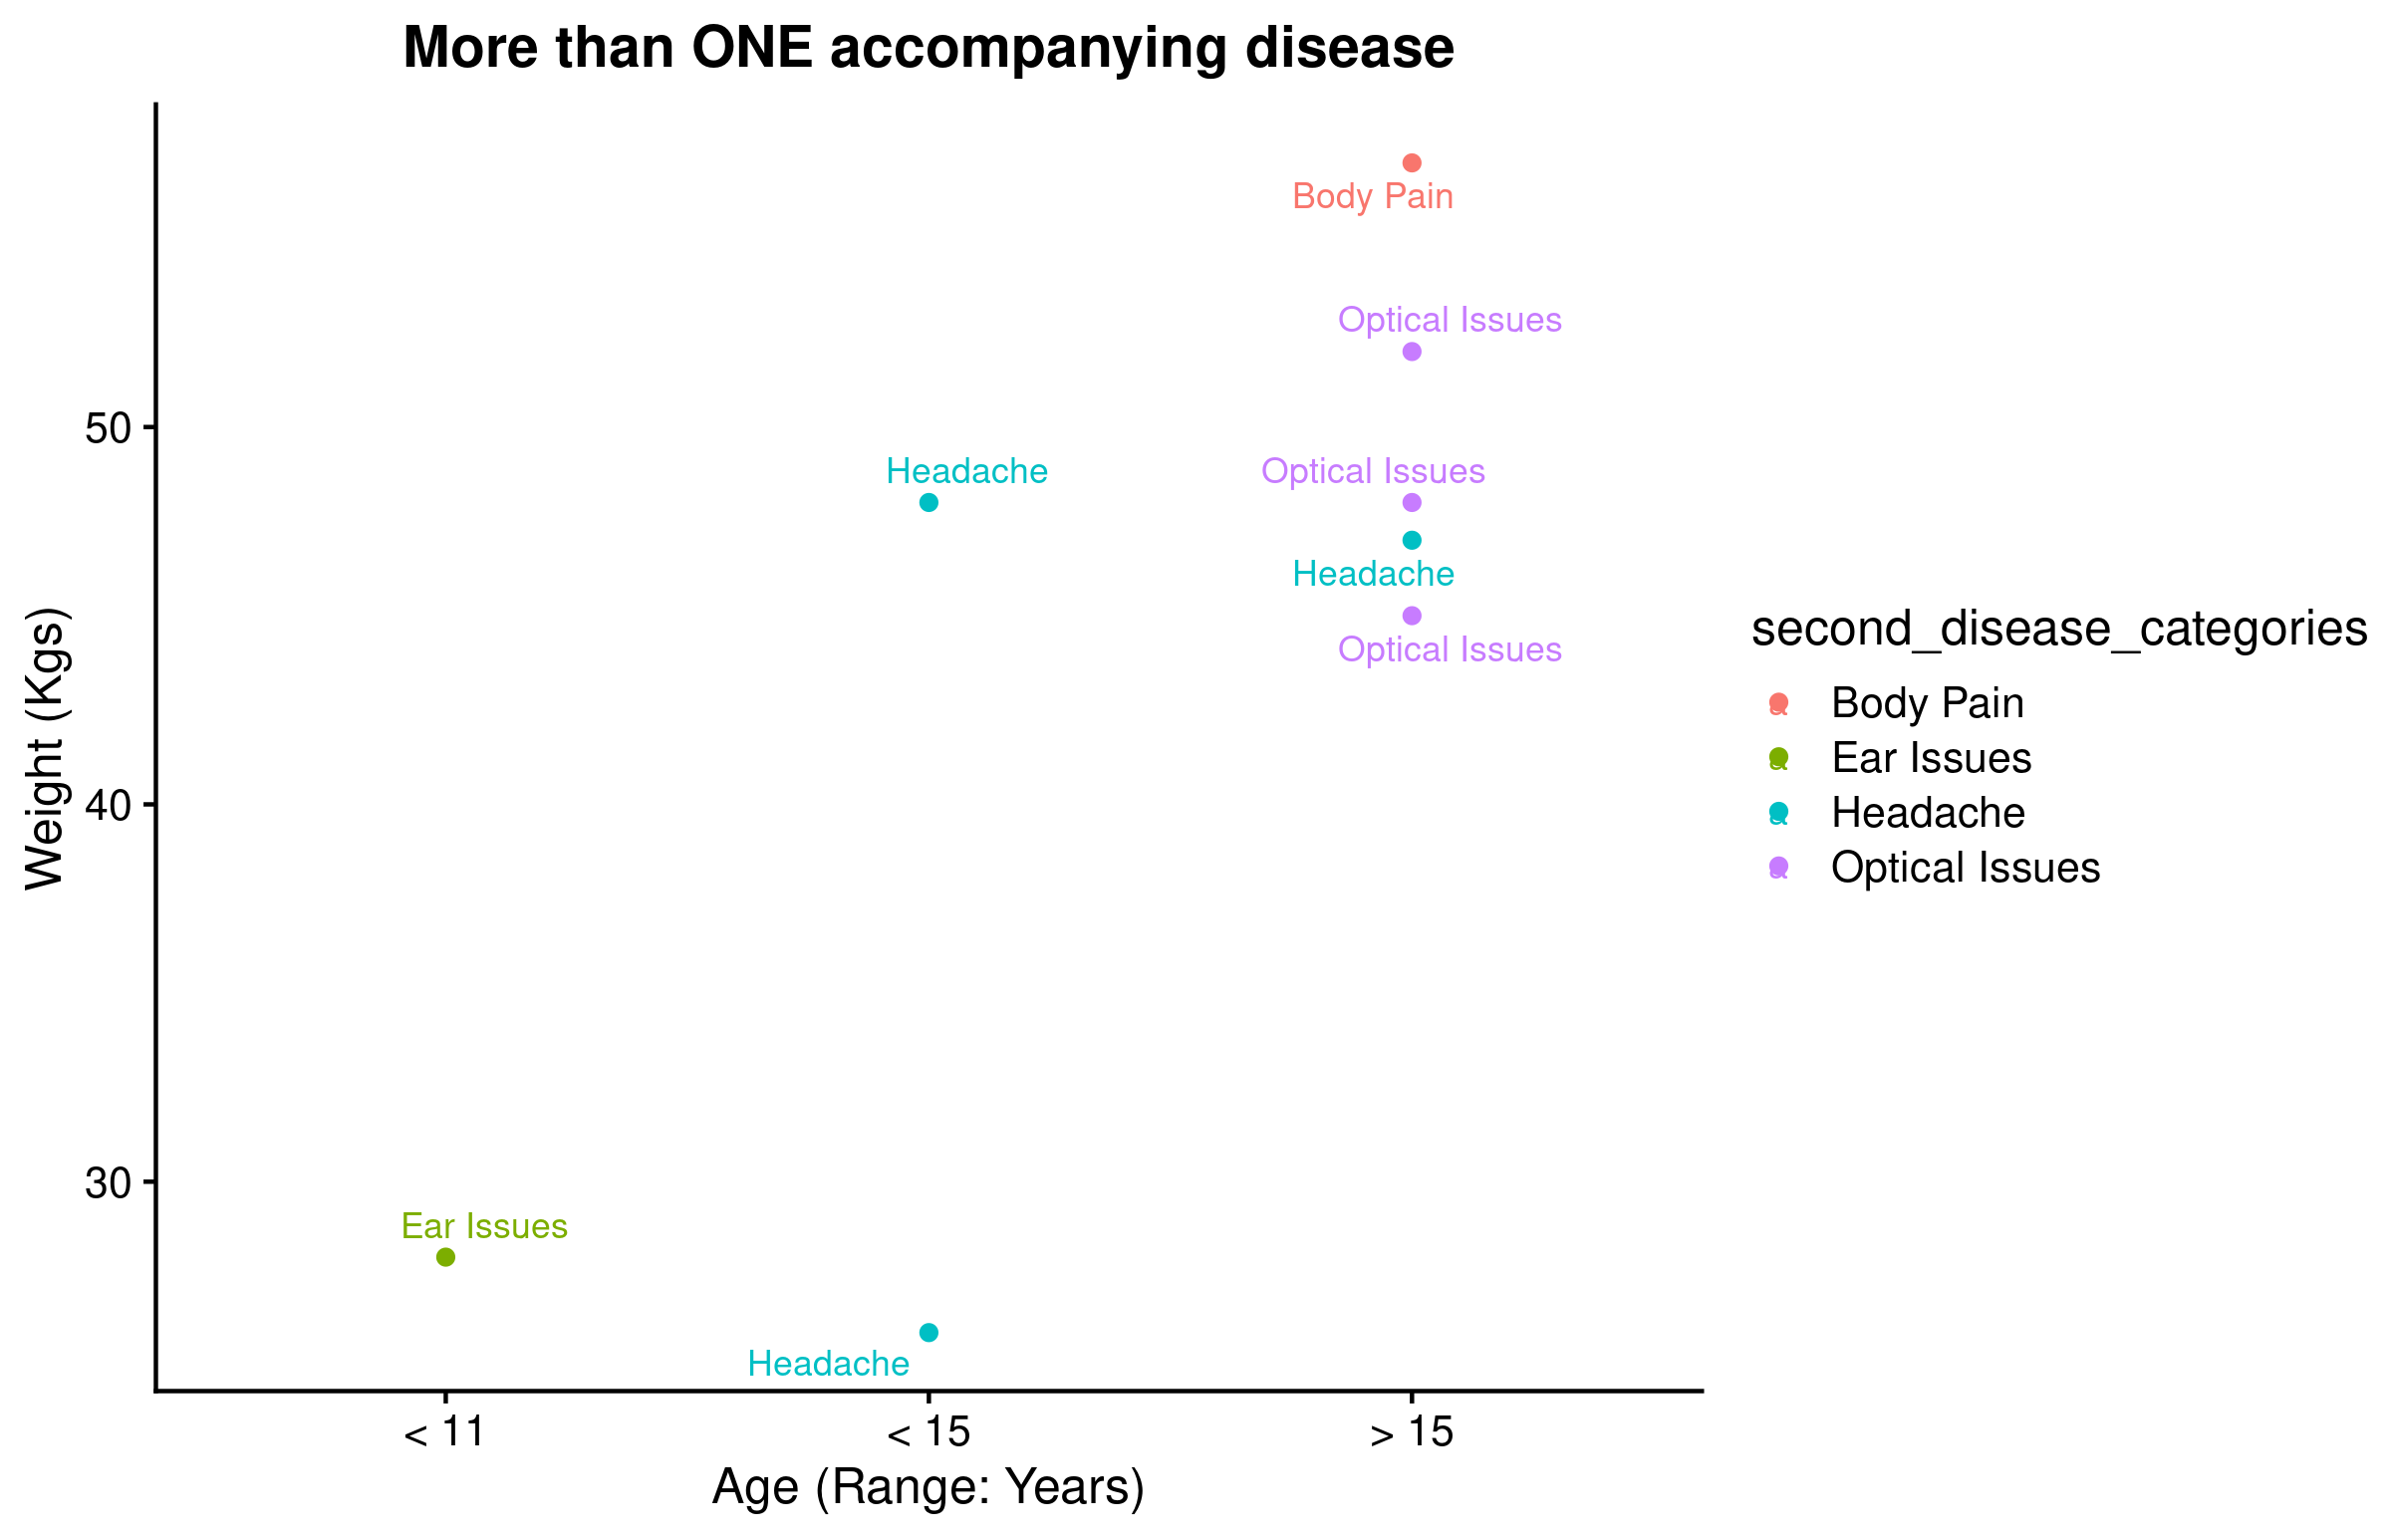 More than ONE accompanying disease
Body Pain
Optical Issues
50
Headache
Optical Issues
Headache
Optical Issues
Weight (Kgs)
40
30
Ear Issues
Headache
< 11
< 15
> 15
Age (Range: Years)
second_disease_categories
Body Pain
Ear Issues
Headache
Optical Issues